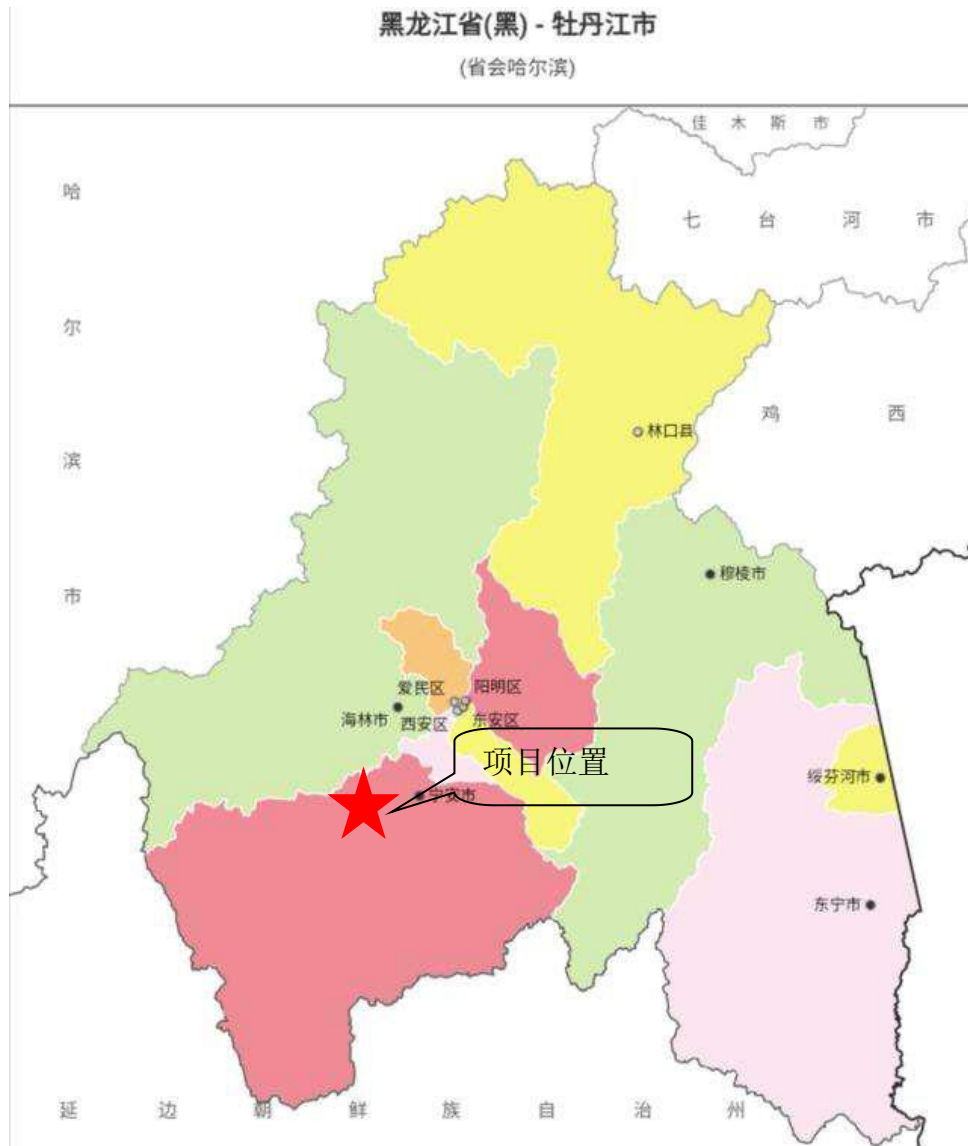 黑龙江省(黑) - 牡丹江市
(省会哈尔滨)
佳木斯市
七台河市
哈尔滨市
鸡西
林口县
穆棱市
爱民区
阳明区
海林市
西安区
东安区
项目位置
宁安市
绥芬河市
东宁市
延边朝鲜族自治州